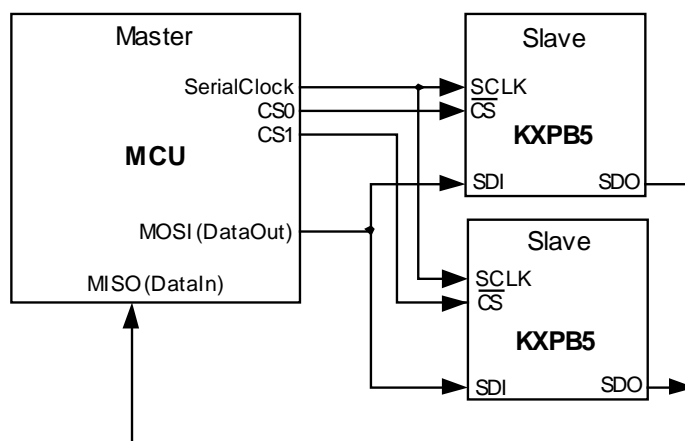 Master
SerialClock
CS0
CS1
MCU
MOSI (DataOut)
MISO (DataIn)
Slave
SCLK
CS
KXPB5
SDI SDO
Slave
SCLK
CS
KXPB5
SDI SDO